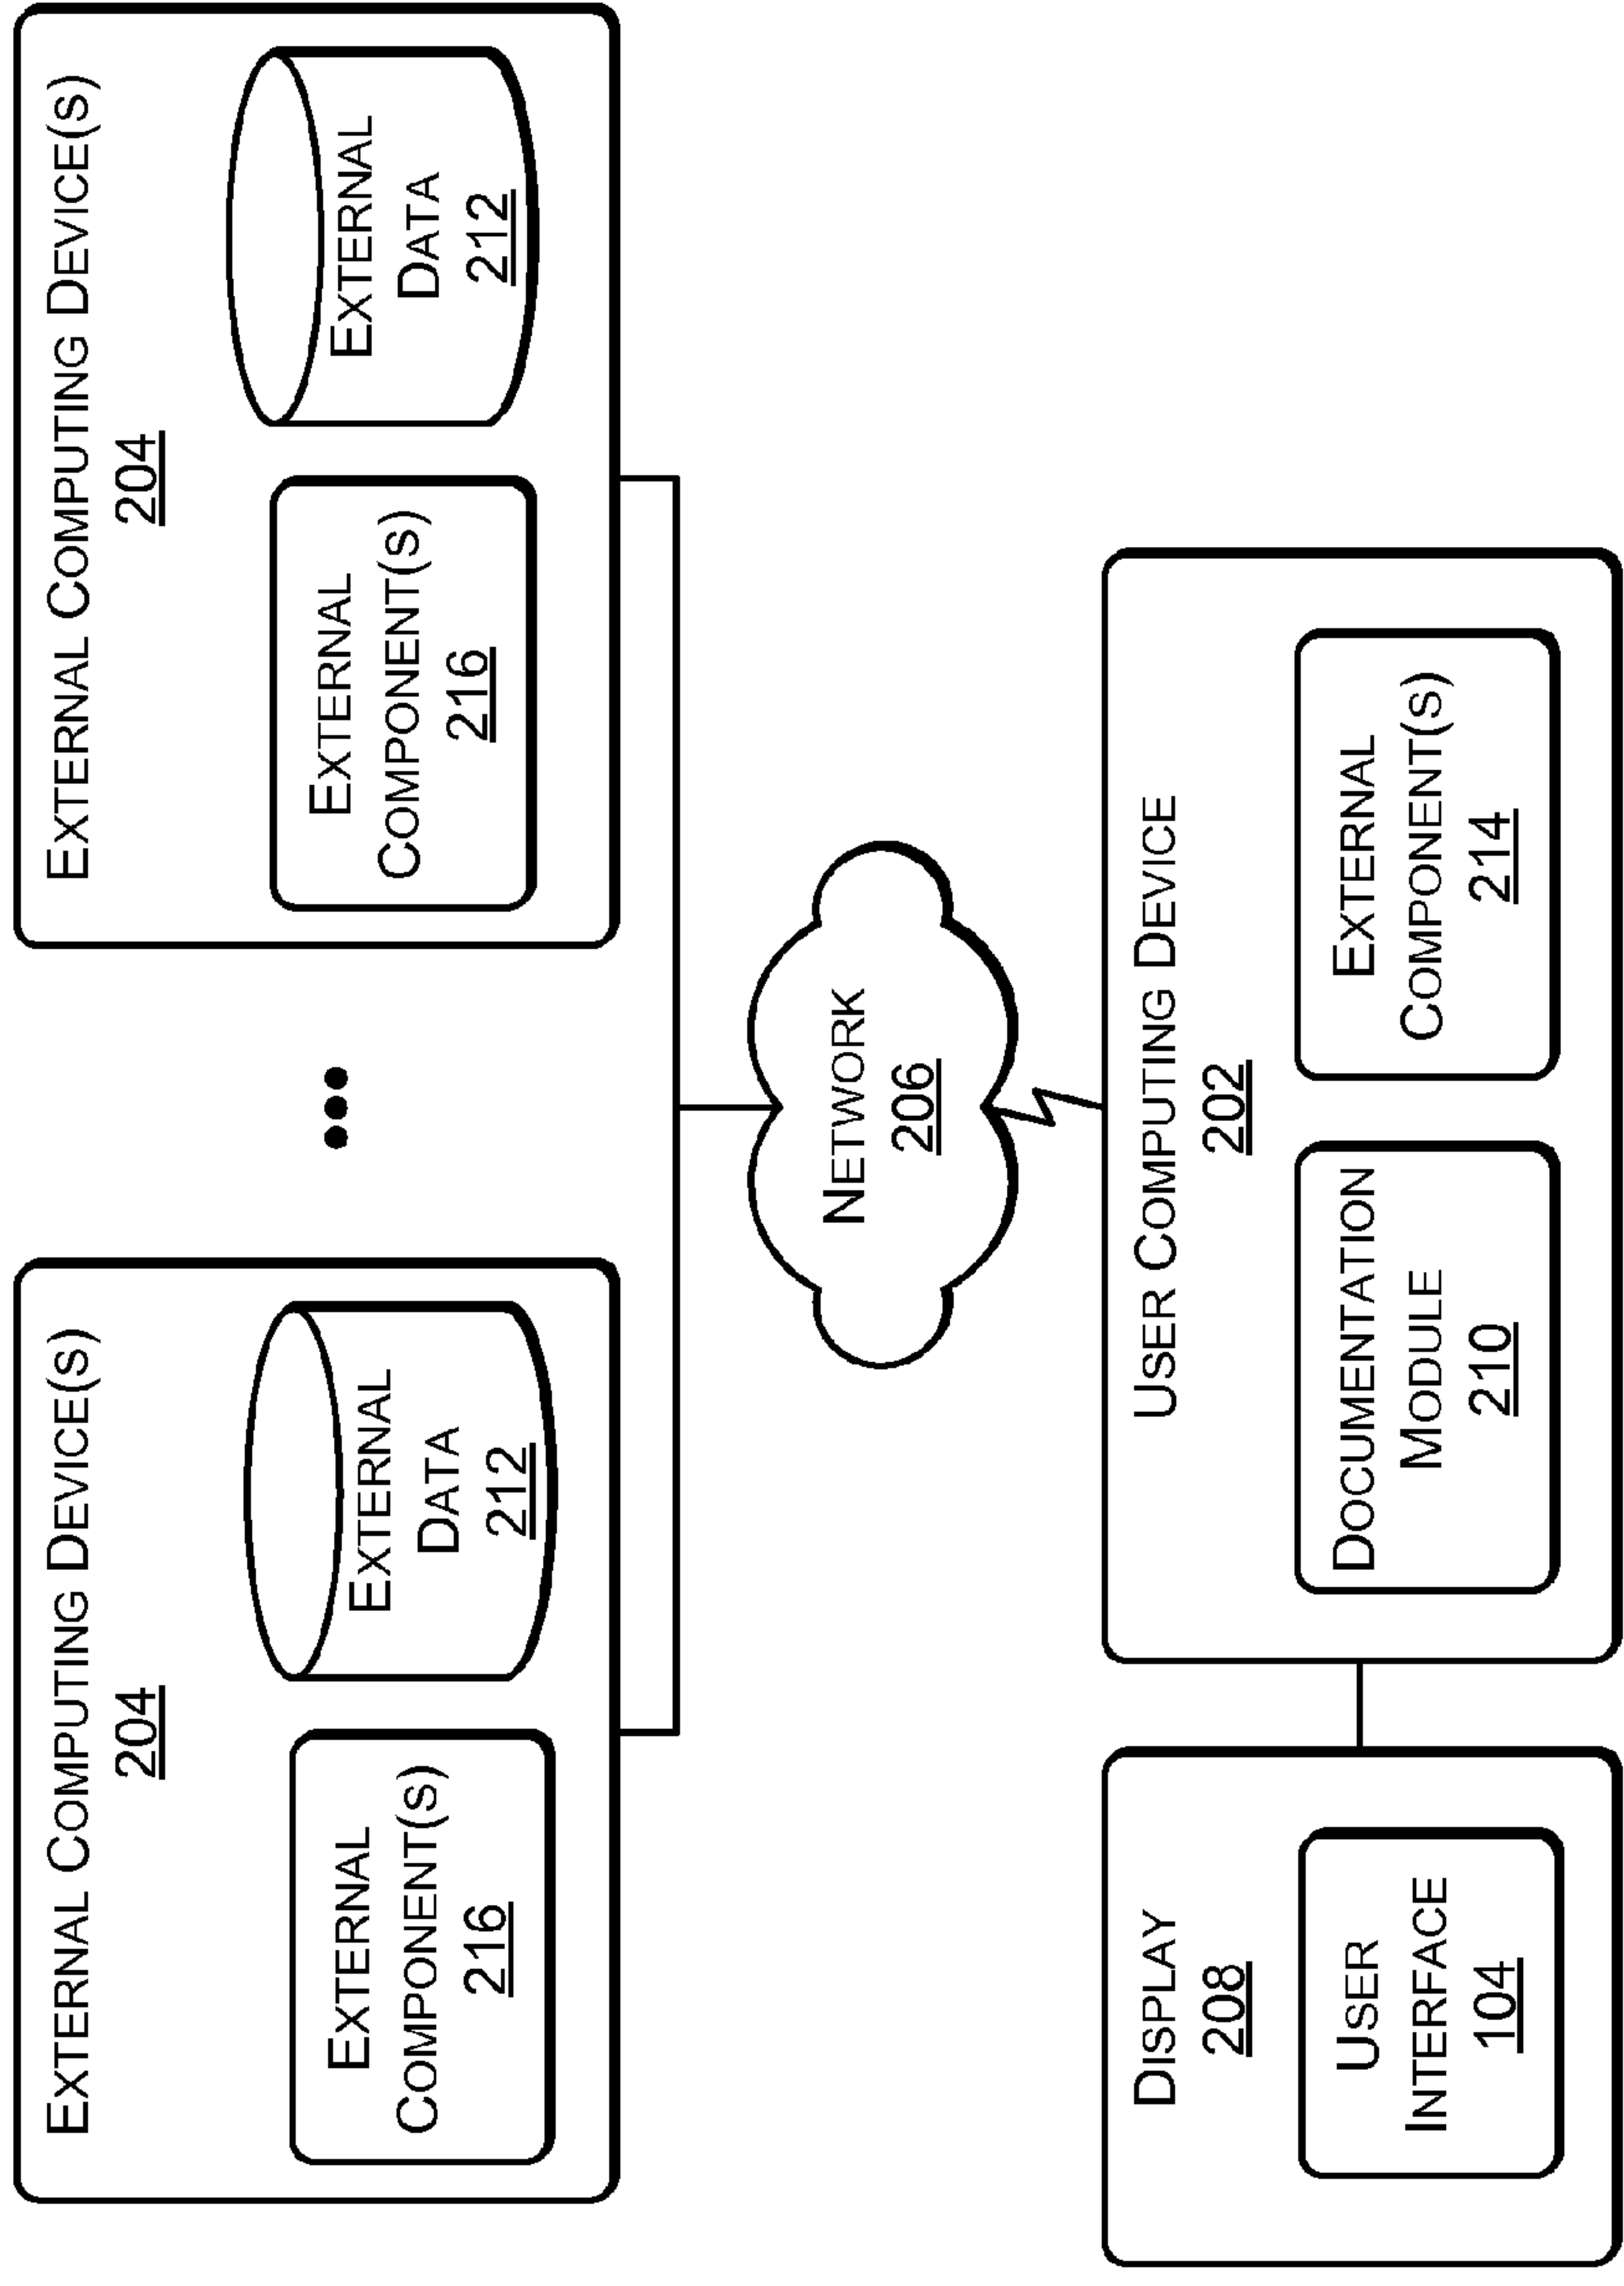 EXTERNAL COMPUTING DEVICE(S)
204
EXTERNAL
COMPONENT(S)
216
EXTERNAL
DATA
212
EXTERNAL COMPUTING DEVICE(S)
204
EXTERNAL
COMPONENT(S)
216
EXTERNAL
DATA
212
NETWORK
206
DISPLAY
208
USER
INTERFACE
104
USER COMPUTING DEVICE
202
DOCUMENTATION
MODULE
210
EXTERNAL
COMPONENT(S)
214